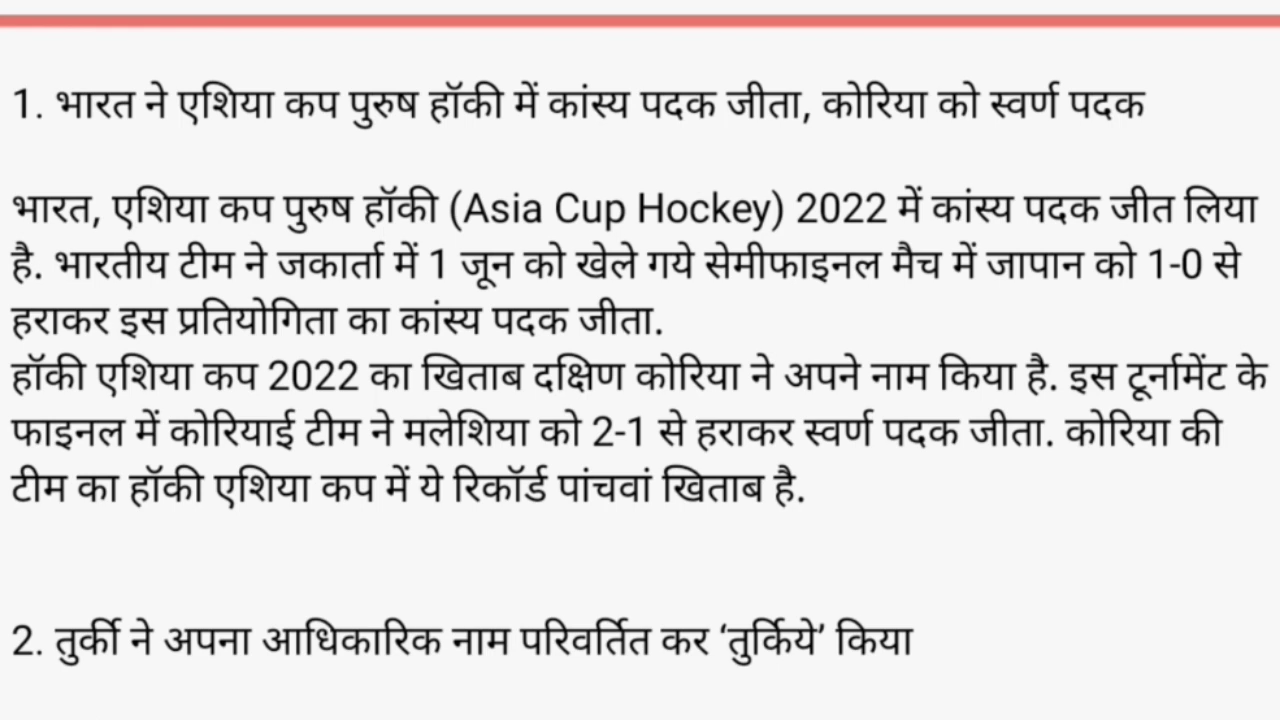 1. भारत ने एशिया कप पुरुष हॉकी में कांस्य पदक जीता, कोरिया को स्वर्ण पदक
भारत, एशिया कप पुरुष हॉकी (Asia Cup Hockey) 2022 में कांस्य पदक जीत लिया
है. भारतीय टीम ने जकार्ता में 1 जून को खेले गये सेमीफाइनल मैच में जापान को 1-0 से
हराकर इस प्रतियोगिता का कांस्य पदक जीता.
हॉकी एशिया कप 2022 का खिताब दक्षिण कोरिया ने अपने नाम किया है. इस टूर्नामेंट के
फाइनल में कोरियाई टीम ने मलेशिया को 2-1 से हराकर स्वर्ण पदक जीता. कोरिया की
टीम का हॉकी एशिया कप में ये रिकॉर्ड पांचवां खिताब है.
2. तुर्की ने अपना आधिकारिक नाम परिवर्तित कर ‘तुर्किये’ किया